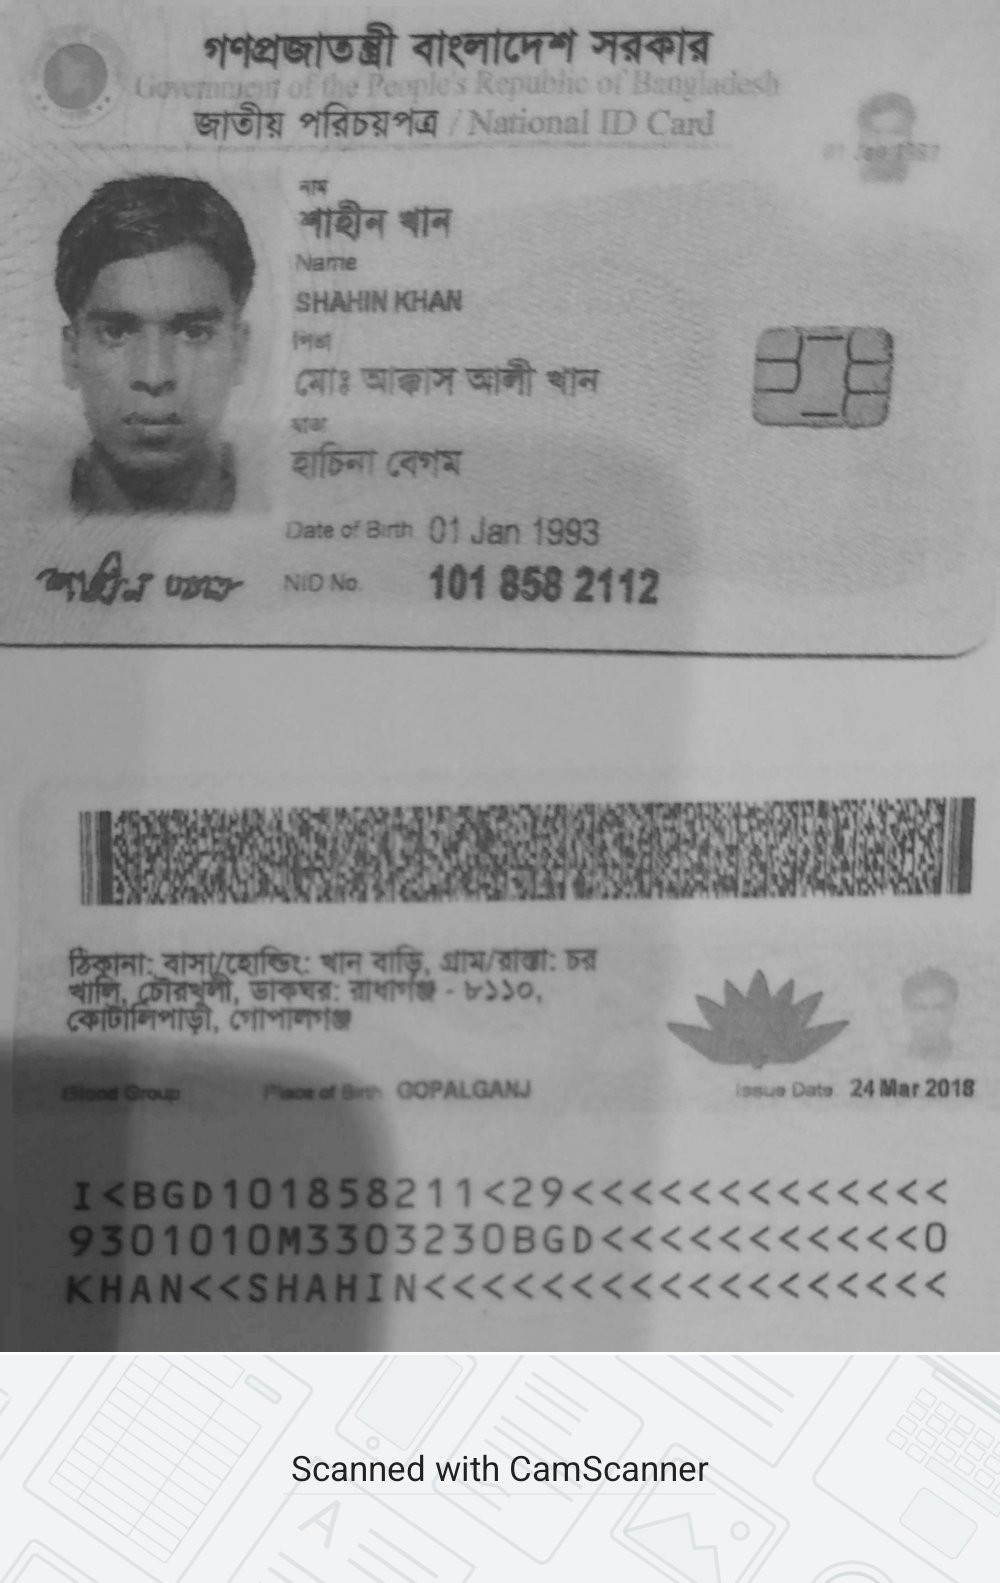 গণপ্রজাতন্ত্রী বাংলাদেশ সরকার
Government of the People's Republic of Bangladesh
জাতীয় পরিচয়পত্র / National ID Card
নাম
শাহীন খান
Name
SHAHIN KHAN
পিতা
মোঃ আক্কাস আলী খান
মাতা
হাচিনা বেগম
Date of Birth 01 Jan 1993
শাহীন খান
NID No. 101 858 2112
ঠিকানা: বাসা/হোল্ডিং: খান বাড়ি, গ্রাম/রাস্তা: চর
খালি, চৌরখুলী, ডাকঘর: রাধাগঞ্জ - ৮১১০,
কোটালিপাড়া, গোপালগঞ্জ
Blood Group Place of Birth GOPALGANJ Issue Date 24 Mar 2018
I<BGD101858211<29<<<<<<<<<<<<<
9301010M3303230BGD<<<<<<<<<<<0
KHAN<<SHAHIN<<<<<<<<<<<<<<<<<<
Scanned with CamScanner